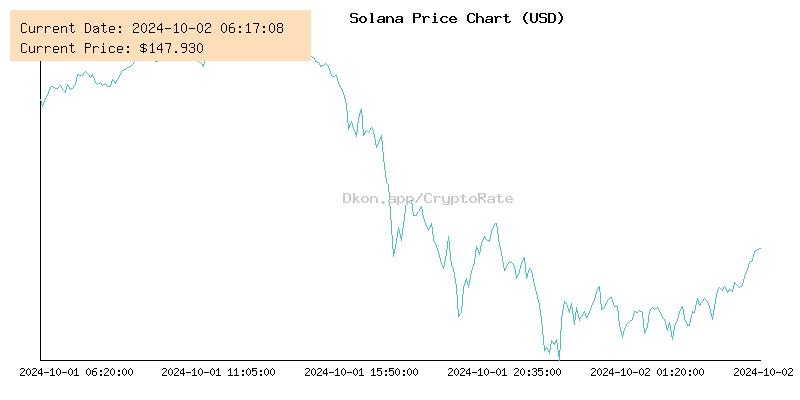 Solana Price Chart (USD)
Current Date: 2024-10-02 06:17:08
Current Price: $147.930
Dkon.app/CryptoRate
2024-10-01 06:20:00 2024-10-01 11:05:00 2024-10-01 15:50:00 2024-10-01 20:35:00 2024-10-02 01:20:00 2024-10-02